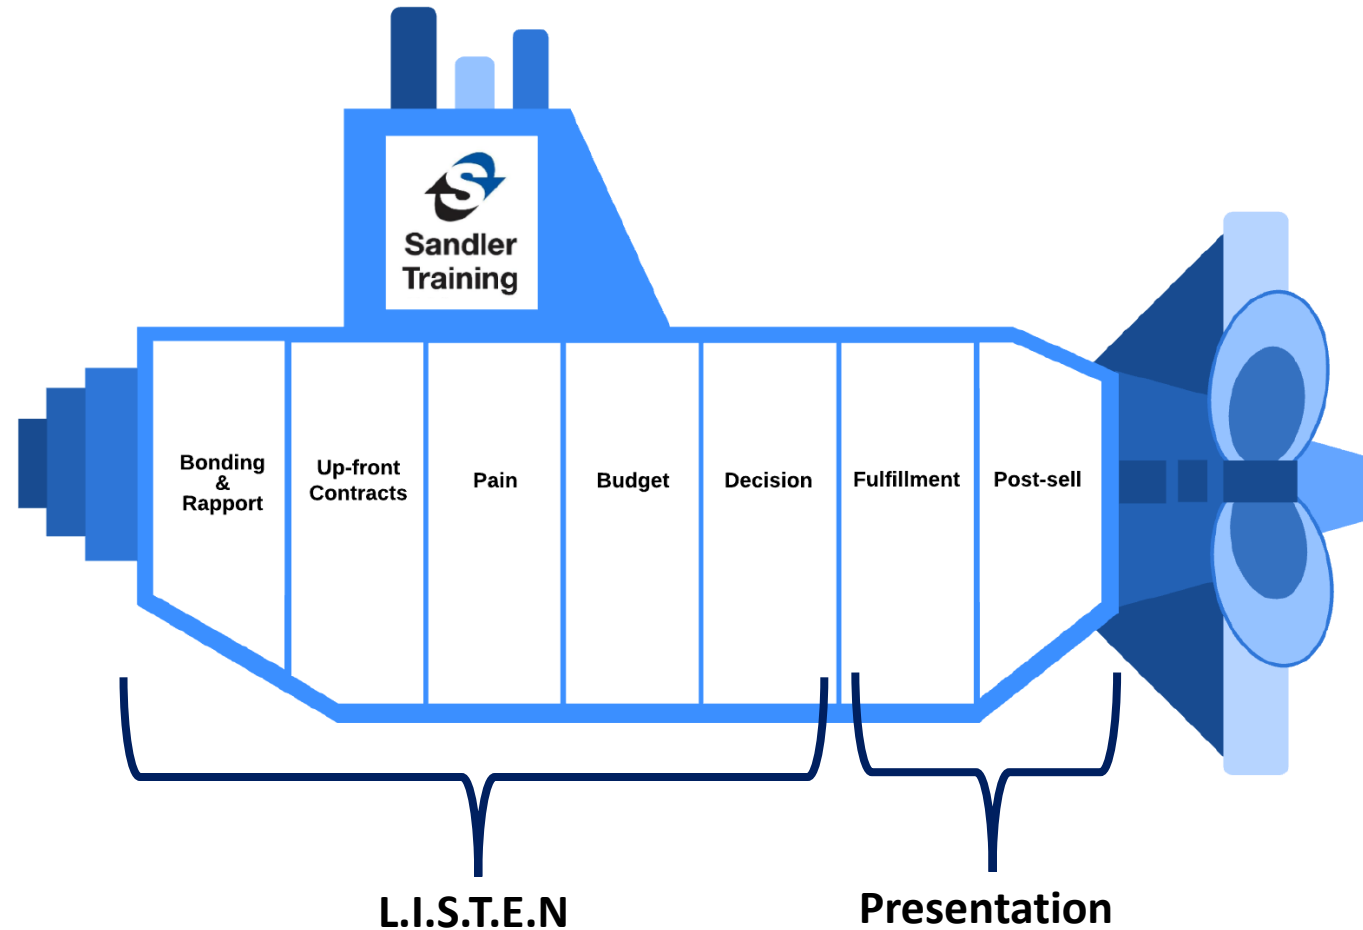 Sandler
Training
Bonding
&
Rapport
Up-front
Contracts
Pain
Budget
Decision
Fulfillment
Post-sell
L.I.S.T.E.N
Presentation